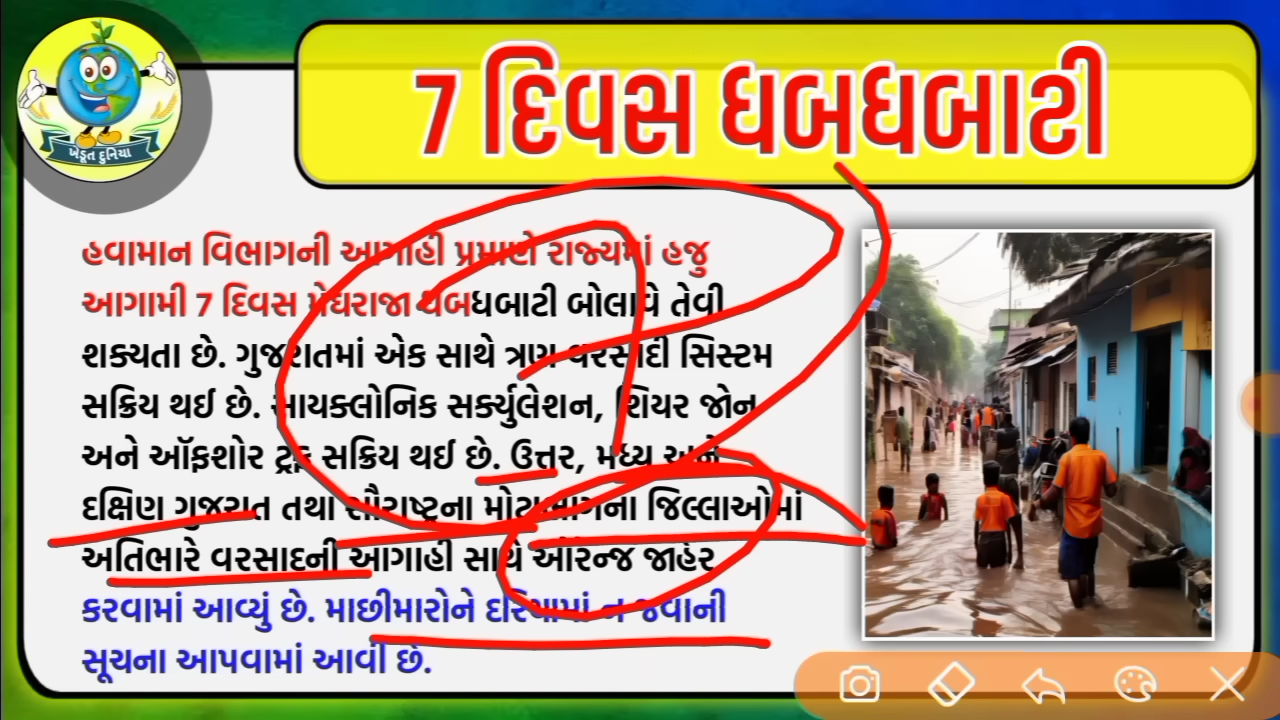 ખેડૂત દુનિયા
7 દિવસ ધબધબાટી
હવામાન વિભાગની આગાહી પ્રમાણે રાજ્યમાં હજુ
આગામી 7 દિવસ મેઘરાજા ધબધબાટી બોલાવે તેવી
શક્યતા છે. ગુજરાતમાં એક સાથે ત્રણ વરસાદી સિસ્ટમ
સક્રિય થઈ છે. સાયક્લોનિક સર્ક્યુલેશન, શિયર જોન
અને ઑફશોર ટ્રફ સક્રિય થઈ છે. ઉત્તર, મધ્ય અને
દક્ષિણ ગુજરાત તથા સૌરાષ્ટ્રના મોટાભાગના જિલ્લાઓમાં
અતિભારે વરસાદની આગાહી સાથે ઓરેન્જ જાહેર
કરવામાં આવ્યું છે. માછીમારોને દરિયામાં ન જવાની
સૂચના આપવામાં આવી છે.